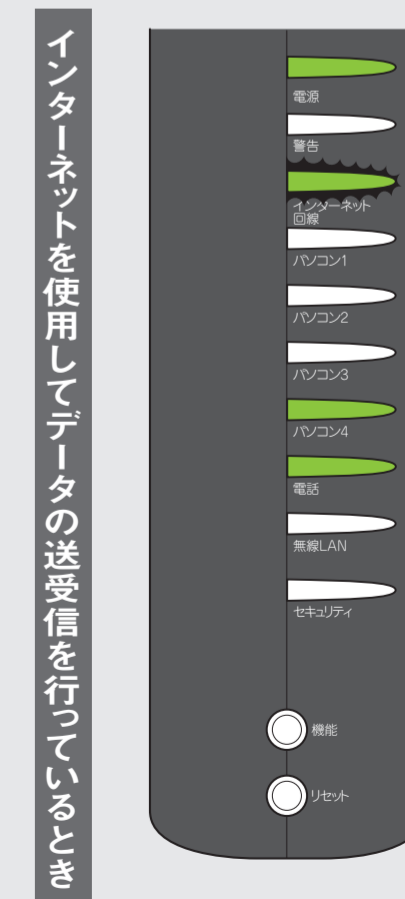 インターネットを使用してデータの送受信を行っているとき
電源
警告
インターネット
回線
パソコン1
パソコン2
パソコン3
パソコン4
電話
無線LAN
セキュリティ
機能
リセット